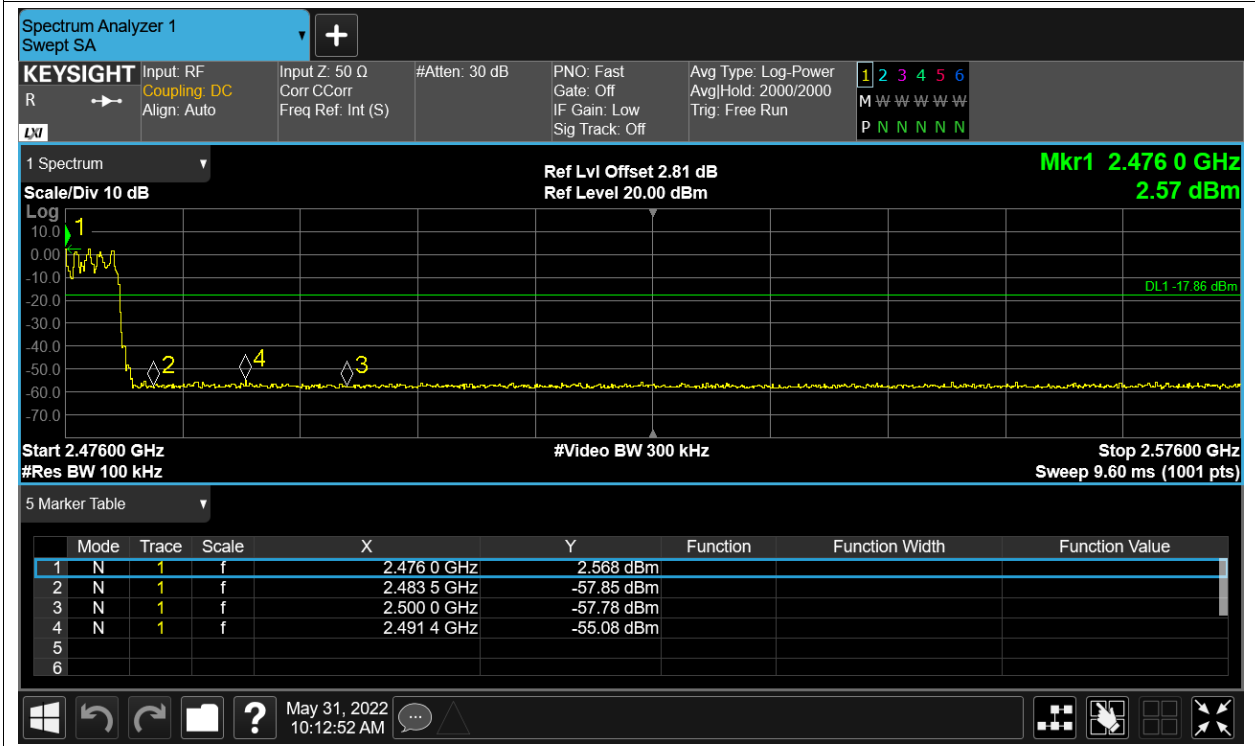 Spectrum Analyzer 1
Swept SA
+
KEYSIGHT Input: RF Input Z: 50 Ω #Atten: 30 dB PNO: Fast Avg Type: Log-Power 1 2 3 4 5 6
R Coupling: DC Corr CCorr Gate: Off Avg|Hold: 2000/2000 M W W W W W
Align: Auto Freq Ref: Int (S) IF Gain: Low Trig: Free Run
LXI Sig Track: Off P N N N N N N
1 Spectrum Ref Lvl Offset 2.81 dB Mkr1 2.476 0 GHz
Scale/Div 10 dB Ref Level 20.00 dBm 2.57 dBm
Log
1
10.0
0.00
-10.0
DL1 -17.86 dBm
-20.0
-30.0
-40.0
2 4 3
-50.0
-60.0
-70.0
Start 2.47600 GHz #Video BW 300 kHz Stop 2.57600 GHz
#Res BW 100 kHz Sweep 9.60 ms (1001 pts)
5 Marker Table
Mode Trace Scale X Y Function Function Width Function Value
1 N 1 f 2.476 0 GHz 2.568 dBm
2 N 1 f 2.483 5 GHz -57.85 dBm
3 N 1 f 2.500 0 GHz -57.78 dBm
4 N 1 f 2.491 4 GHz -55.08 dBm
5
6
? May 31, 2022
10:12:52 AM